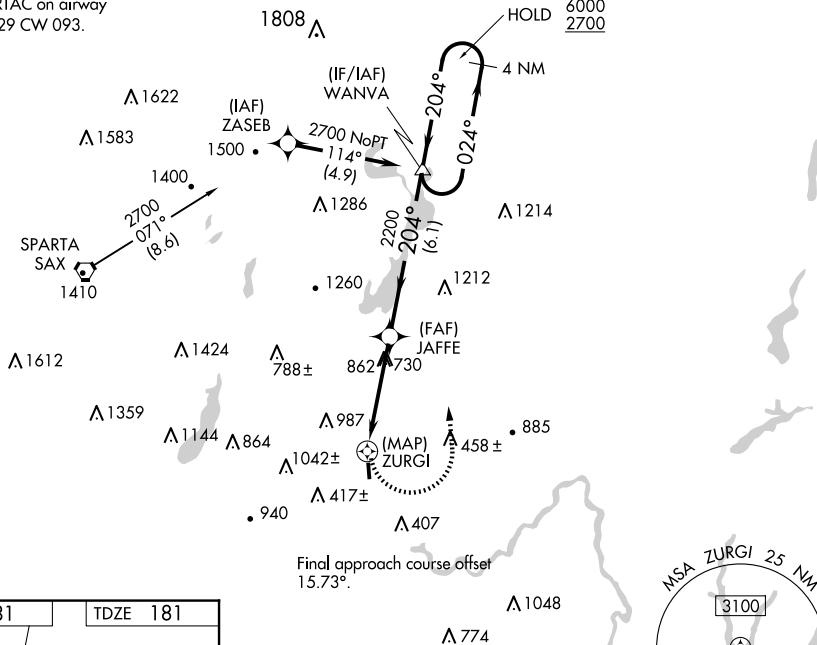 RTAC on airway
29 CW 093.
1808
HOLD
6000
2700
4 NM
(IF/IAF)
WANVA
204°
024°
1622
(IAF)
ZASEB
1583
1500
2700 NoPT
114°
(4.9)
1400
1286
1214
2700
071°
(8.6)
2200
204°
(6.1)
SPARTA
SAX
1410
1260
1212
(FAF)
JAFFE
1612
1424
788±
862
730
1359
987
1144
864
(MAP)
ZURGI
458±
885
1042±
417±
940
407
Final approach course offset
15.73°.
MSA ZURGI 25 NM
3100
1048
774
31
TDZE 181